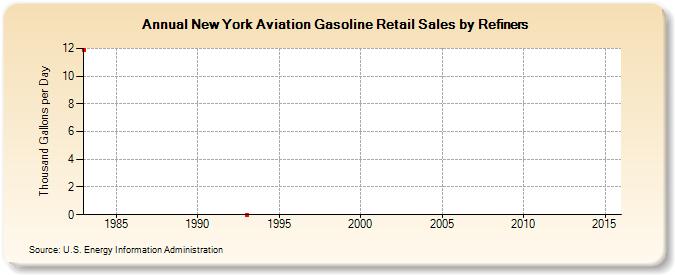 Annual New York Aviation Gasoline Retail Sales by Refiners
Thousand Gallons per Day
12
10
8
6
4
2
0
1985 1990 1995 2000 2005 2010 2015
Source: U.S. Energy Information Administration